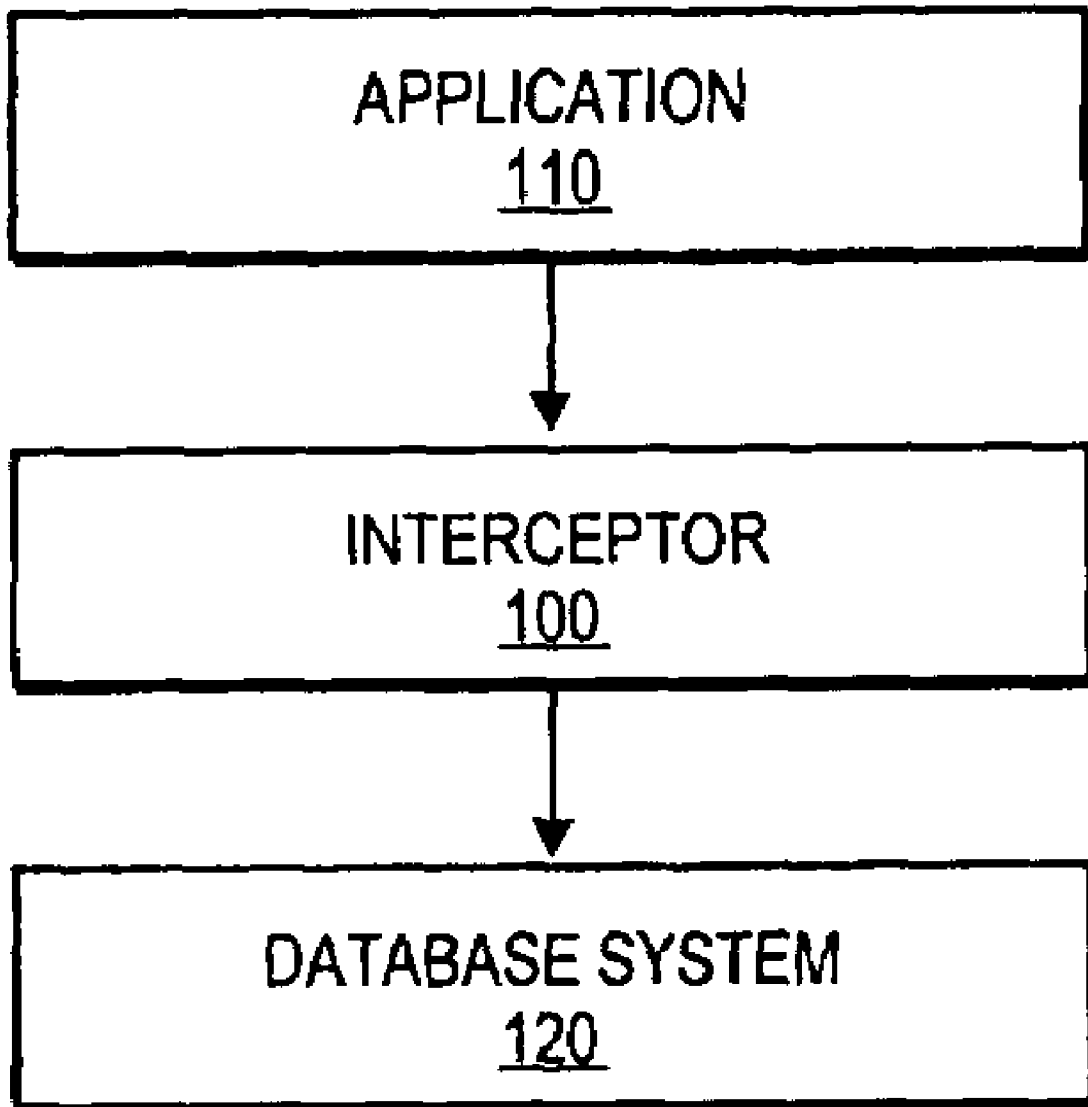 APPLICATION
110
INTERCEPTOR
100
DATABASE SYSTEM
120